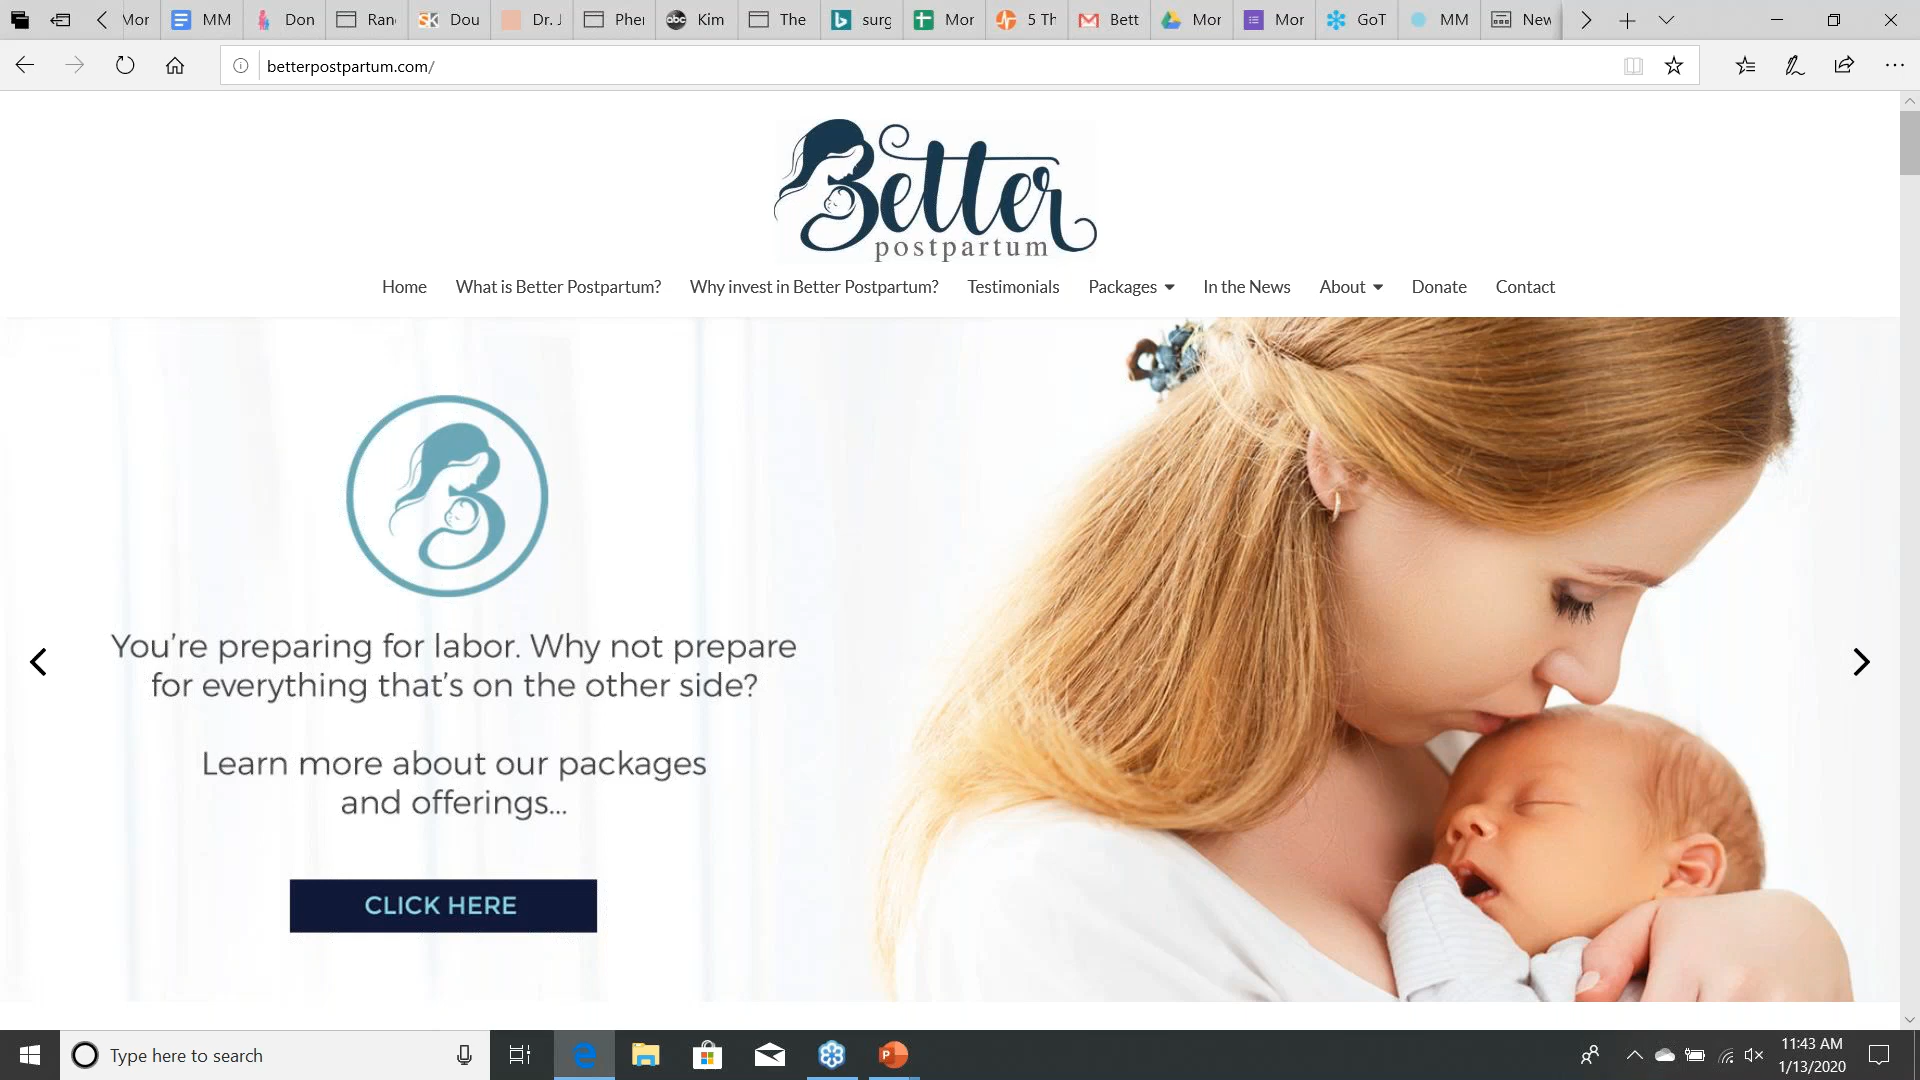 Mor
MM
Don
Ran
Dou
Dr. J
Pher
abc
Kim
The
surg
Mor
5 Th
Bett
Mor
Mor
GoT
MM
New
betterpostpartum.com/
Better
postpartum
Home
What is Better Postpartum?
Why invest in Better Postpartum?
Testimonials
Packages
In the News
About
Donate
Contact
You’re preparing for labor. Why not prepare
for everything that’s on the other side?
Learn more about our packages
and offerings...
CLICK HERE
Type here to search
11:43 AM
1/13/2020